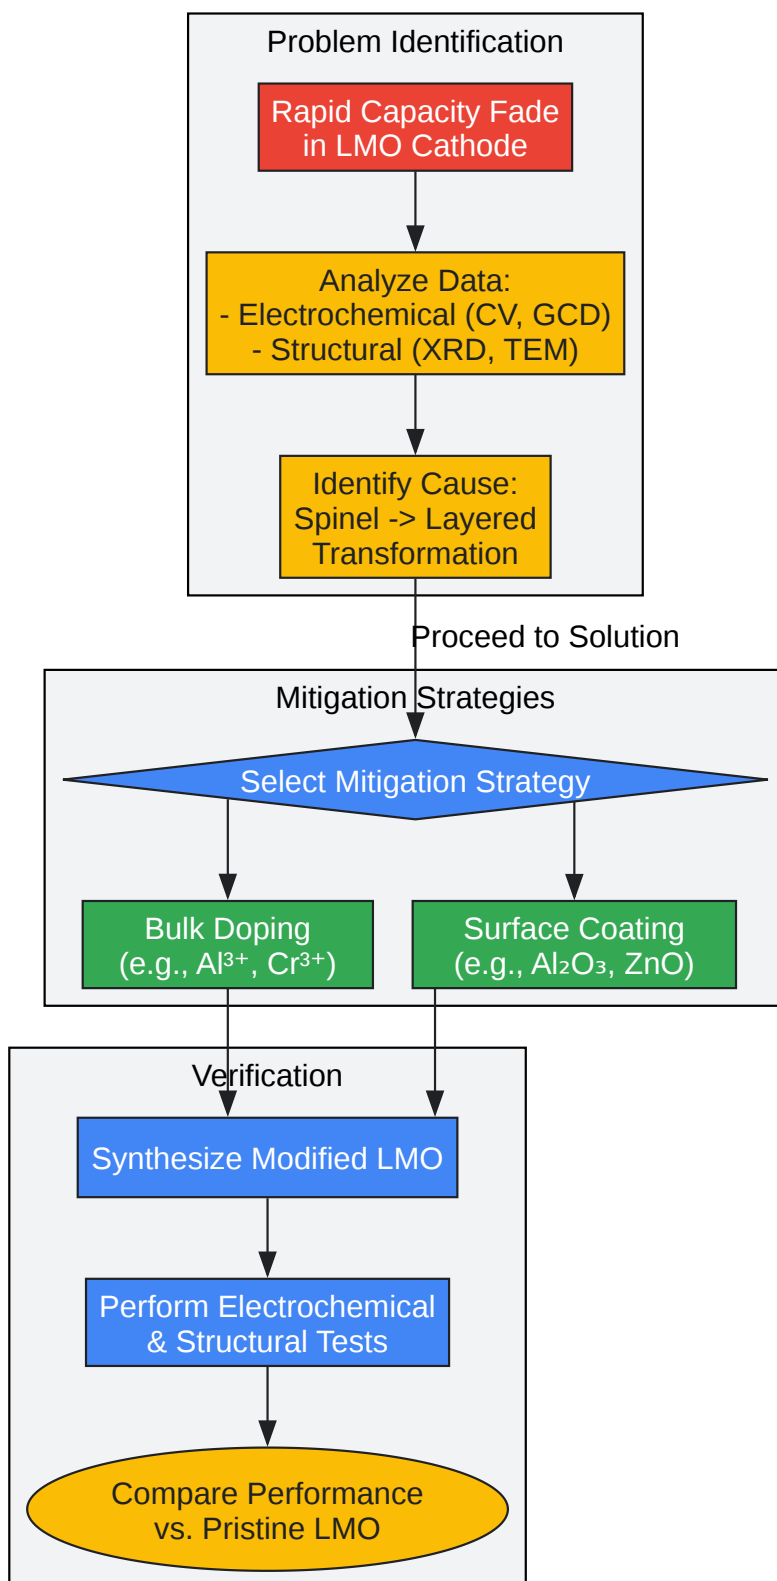 Problem Identification
Rapid Capacity Fade
in LMO Cathode
Analyze Data:
- Electrochemical (CV, GCD)
- Structural (XRD, TEM)
Identify Cause:
Spinel -> Layered
Transformation
Proceed to Solution
Mitigation Strategies
Select Mitigation Strategy
Bulk Doping
(e.g., Al³⁺, Cr³⁺)
Surface Coating
(e.g., Al₂O₃, ZnO)
Verification
Synthesize Modified LMO
Perform Electrochemical
& Structural Tests
Compare Performance
vs. Pristine LMO